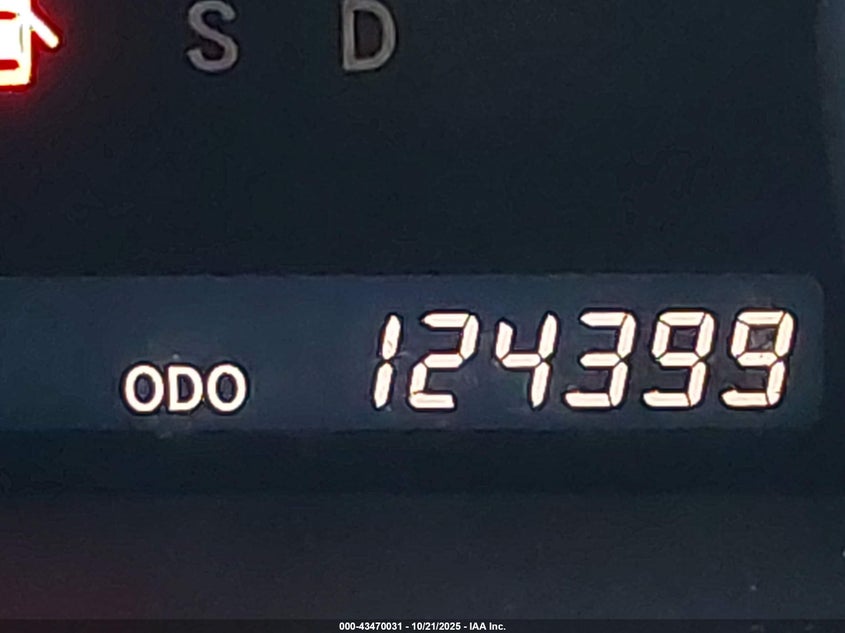 S D
ODO 124399
000-43470031 - 10/21/2025 - IAA Inc.